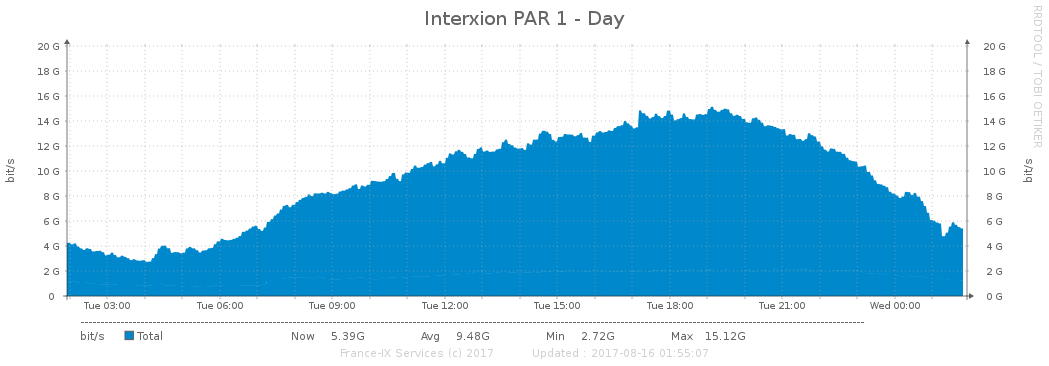 Interxion PAR 1 - Day
RRDTOOL / TOBI OETIKER
20 G 20 G
18 G 18 G
16 G 16 G
14 G 14 G
12 G 12 G
10 G 10 G
8 G 8 G
6 G 6 G
4 G 4 G
2 G 2 G
0 0 G
bit/s
bit/s
Tue 03:00 Tue 06:00 Tue 09:00 Tue 12:00 Tue 15:00 Tue 18:00 Tue 21:00 Wed 00:00
bit/s Total Now 5.39G Avg 9.48G Min 2.72G Max 15.12G
France-IX Services (c) 2017 Updated : 2017-08-16 01:55:07